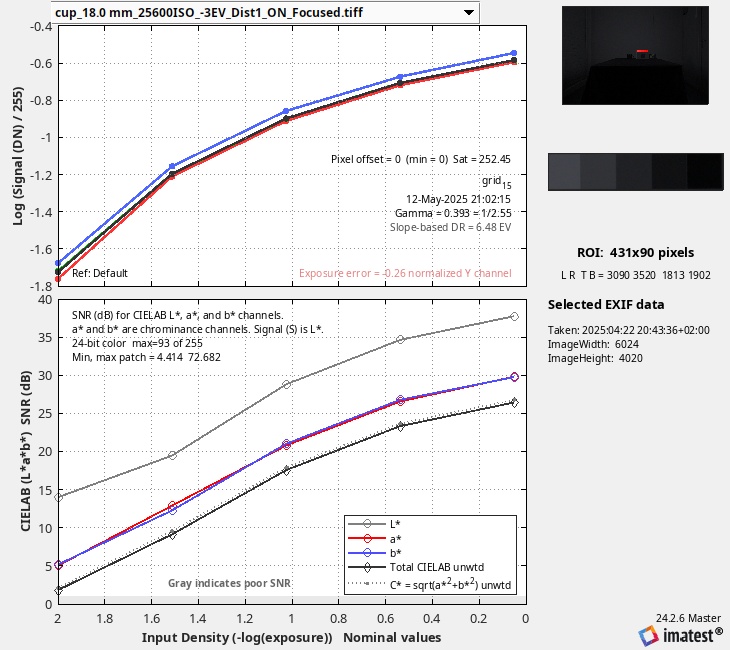 cup_18.0 mm_25600ISO_-3EV_Dist1_ON_Focused.tiff
Log (Signal (DN) / 255)
-0.4
-0.6
-0.8
-1
-1.2
-1.4
-1.6
-1.8
Pixel offset = 0 (min = 0) Sat = 252.45
grid15
12-May-2025 21:02:15
Gamma = 0.393 = 1/2.55
Slope-based DR = 6.48 EV
Ref: Default
Exposure error = -0.26 normalized Y channel
CIELAB (L*a*b*) SNR (dB)
40
35
30
25
20
15
10
5
0
SNR (dB) for CIELAB L*, a*, and b* channels.
a* and b* are chrominance channels. Signal (S) is L*.
24-bit color max=93 of 255
Min, max patch = 4.414 72.682
L*
a*
b*
Total CIELAB unwtd
C* = sqrt(a*2+b*2) unwtd
Gray indicates poor SNR
2 1.8 1.6 1.4 1.2 1 0.8 0.6 0.4 0.2 0
Input Density (-log(exposure)) Nominal values
ROI: 431x90 pixels
L R T B = 3090 3520 1813 1902
Selected EXIF data
Taken: 2025:04:22 20:43:36+02:00
ImageWidth: 6024
ImageHeight: 4020
24.2.6 Master
imatest®